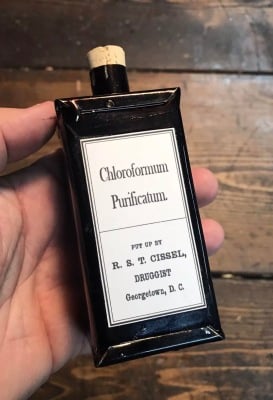 Chloroformum
Purificatum.
PUT UP BY
R. S. T. CISSEL,
DRUGGIST
Georgetown, D. C.